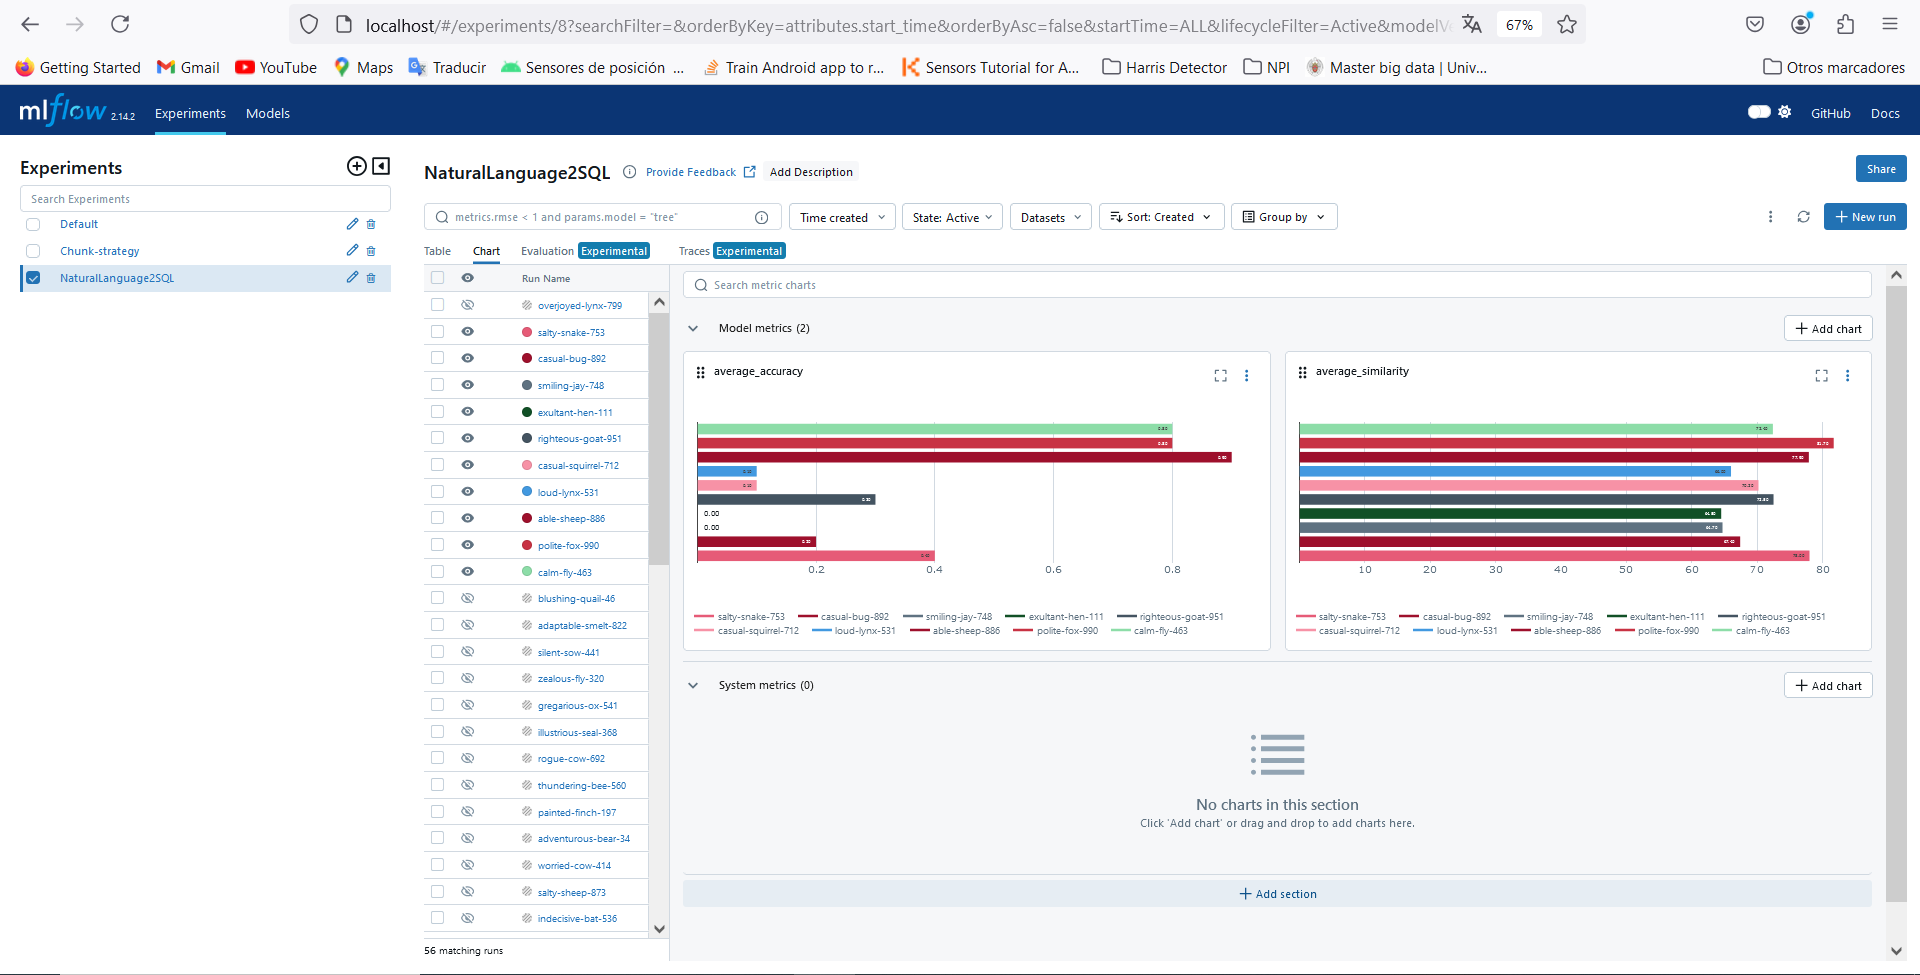 localhost/#/experiments/8?searchFilter=&orderByKey=attributes.start_time&orderByAsc=false&startTime=ALL&lifecycleFilter=Active&modelVe
67%
Getting Started Gmail YouTube Maps Traducir Sensores de posición ... Train Android app to r... Sensors Tutorial for A... Harris Detector NPI Master big data | Univ... Otros marcadores
mlflow 2.14.2 Experiments Models GitHub Docs
Experiments
Search Experiments
Default
Chunk-strategy
NaturalLanguage2SQL
NaturalLanguage2SQL Provide Feedback Add Description Share
metrics.rmse < 1 and params.model = "tree" Time created State: Active Datasets Sort: Created Group by New run
Table Chart Evaluation Experimental Traces Experimental
Run Name
overjoyed-lynx-799
salty-snake-753
casual-bug-892
smiling-jay-748
exultant-hen-111
righteous-goat-951
casual-squirrel-712
loud-lynx-531
able-sheep-886
polite-fox-990
calm-fly-463
blushing-quail-46
adaptable-smelt-822
silent-sow-441
zealous-fly-320
gregarious-ox-541
illustrious-seal-368
rogue-cow-692
thundering-bee-560
painted-finch-197
adventurous-bear-34
worried-cow-414
salty-sheep-873
indecisive-bat-536
56 matching runs
Search metric charts
Model metrics (2) Add chart
average_accuracy
0.00
0.00
0.2 0.4 0.6 0.8
salty-snake-753 casual-bug-892 smiling-jay-748 exultant-hen-111 righteous-goat-951
casual-squirrel-712 loud-lynx-531 able-sheep-886 polite-fox-990 calm-fly-463
average_similarity
10 20 30 40 50 60 70 80
salty-snake-753 casual-bug-892 smiling-jay-748 exultant-hen-111 righteous-goat-951
casual-squirrel-712 loud-lynx-531 able-sheep-886 polite-fox-990 calm-fly-463
System metrics (0) Add chart
No charts in this section
Click 'Add chart' or drag and drop to add charts here.
Add section